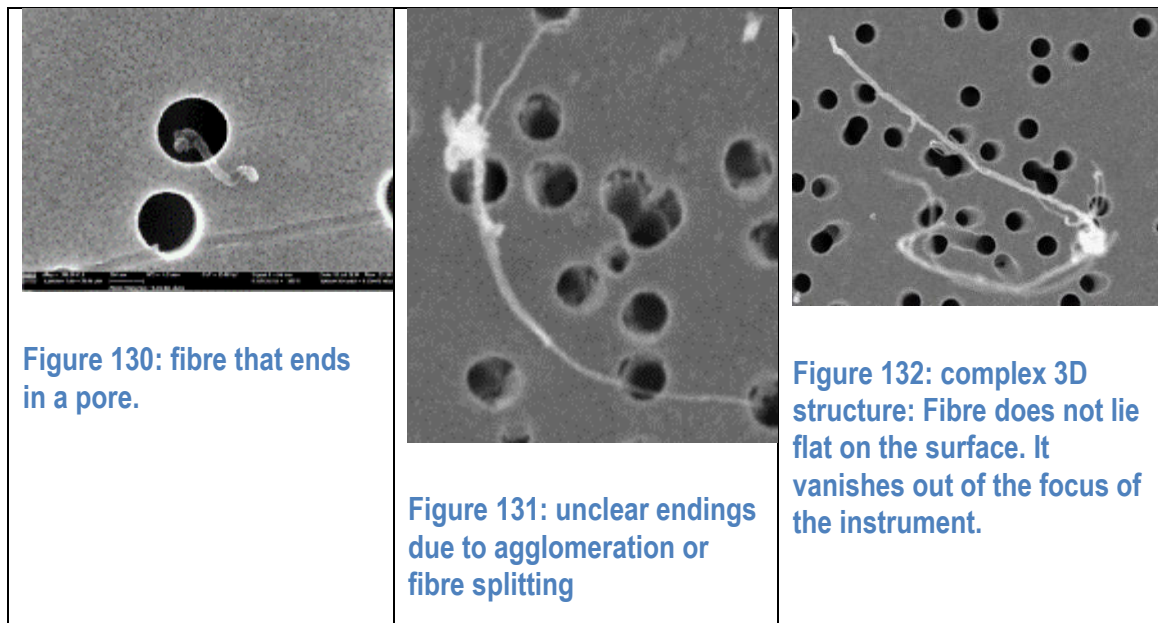 Figure 130: fibre that ends
in a pore.
Figure 131: unclear endings
due to agglomeration or
fibre splitting
Figure 132: complex 3D
structure: Fibre does not lie
flat on the surface. It
vanishes out of the focus of
the instrument.